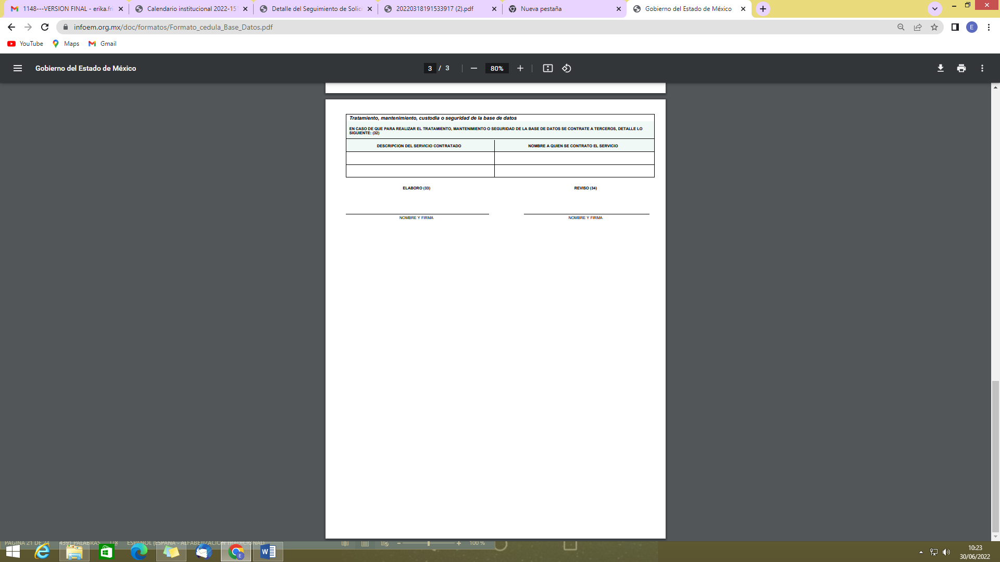 1148---VERSION FINAL - erika.fri
Calendario institucional 2022-15
Detalle del Seguimiento de Solici
20220318191533917 (2).pdf
Nueva pestaña
Gobierno del Estado de México
infoem.org.mx/doc/formatos/Formato_cedula_Base_Datos.pdf
E
YouTube
Maps
Gmail
Gobierno del Estado de México
3 / 3
80%
Tratamiento, mantenimiento, custodia o seguridad de la base de datos
EN CASO DE QUE PARA REALIZAR EL TRATAMIENTO, MANTENIMIENTO O SEGURIDAD DE LA BASE DE DATOS SE CONTRATE A TERCEROS, DETALLE LO
SIGUIENTE: (32)
DESCRIPCION DEL SERVICIO CONTRATADO
NOMBRE A QUIEN SE CONTRATO EL SERVICIO
ELABORO (33)
REVISO (34)
NOMBRE Y FIRMA
NOMBRE Y FIRMA
PÁGINA 21 DE 24
4391 PALABRAS
ESPAÑOL (ESPAÑA - ALFABETIZACIÓN TRADICIONAL)
100 %
10:23
30/06/2022